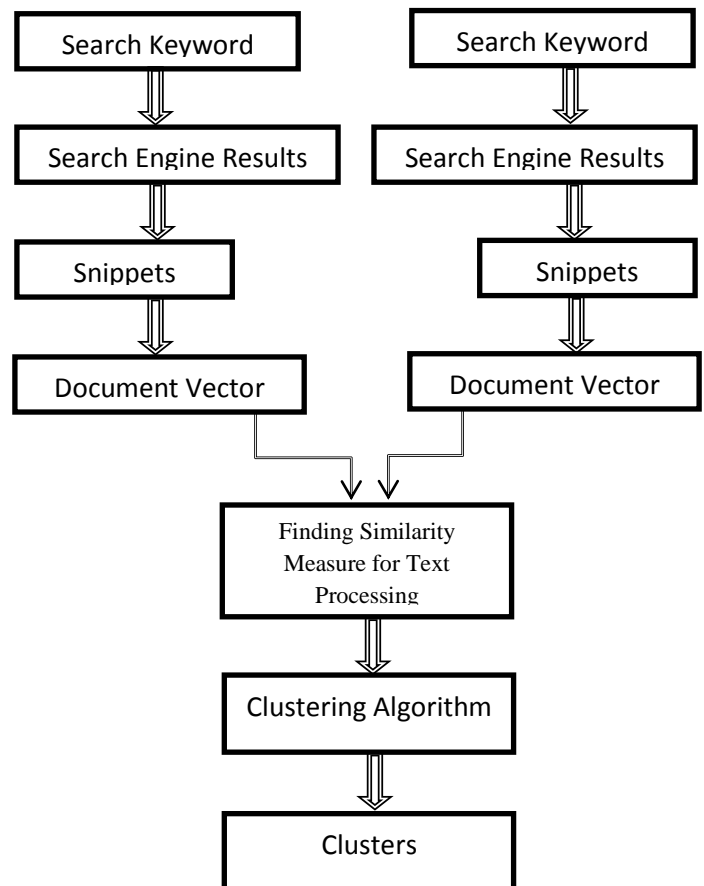 Search Keyword
Search Keyword
Search Engine Results
Search Engine Results
Snippets
Snippets
Document Vector
Document Vector
Finding Similarity
Measure for Text
Processing
Clustering Algorithm
Clusters